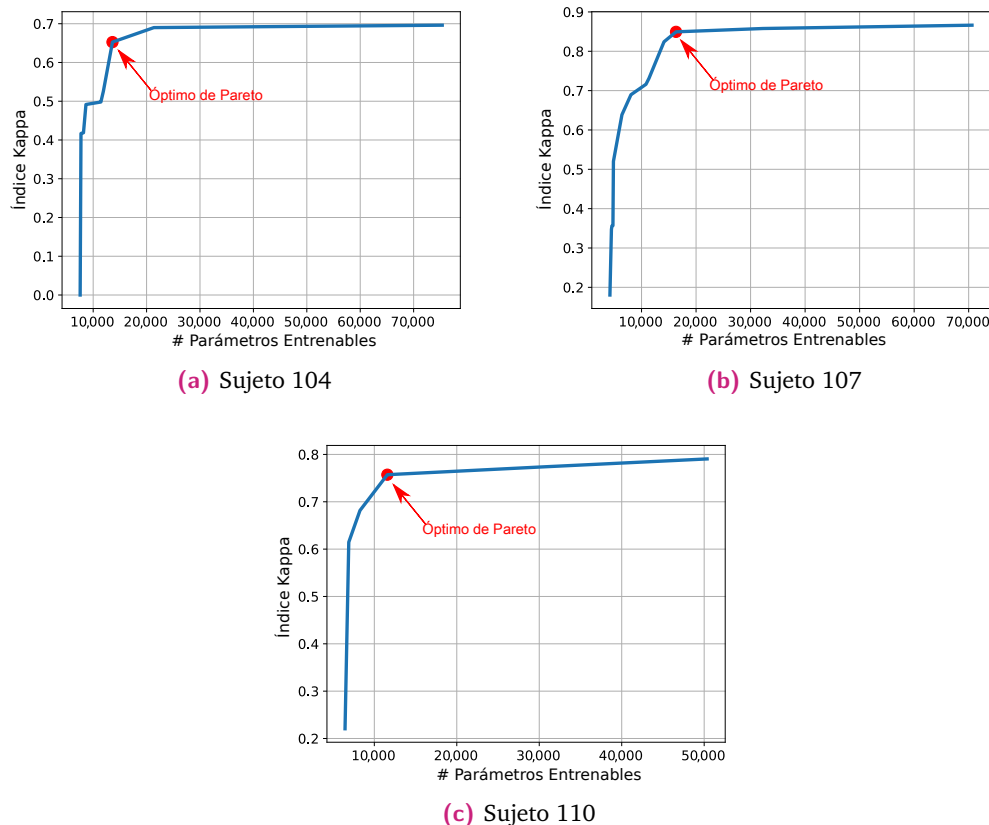 0.7
0.6
0.5
0.4
0.3
0.2
0.1
0.0
Índice Kappa
Óptimo de Pareto
10,000 20,000 30,000 40,000 50,000 60,000 70,000
# Parámetros Entrenables
(a) Sujeto 104
0.9
0.8
0.7
0.6
0.5
0.4
0.3
0.2
Índice Kappa
Óptimo de Pareto
10,000 20,000 30,000 40,000 50,000 60,000 70,000
# Parámetros Entrenables
(b) Sujeto 107
0.8
0.7
0.6
0.5
0.4
0.3
0.2
Índice Kappa
Óptimo de Pareto
10,000 20,000 30,000 40,000 50,000
# Parámetros Entrenables
(c) Sujeto 110